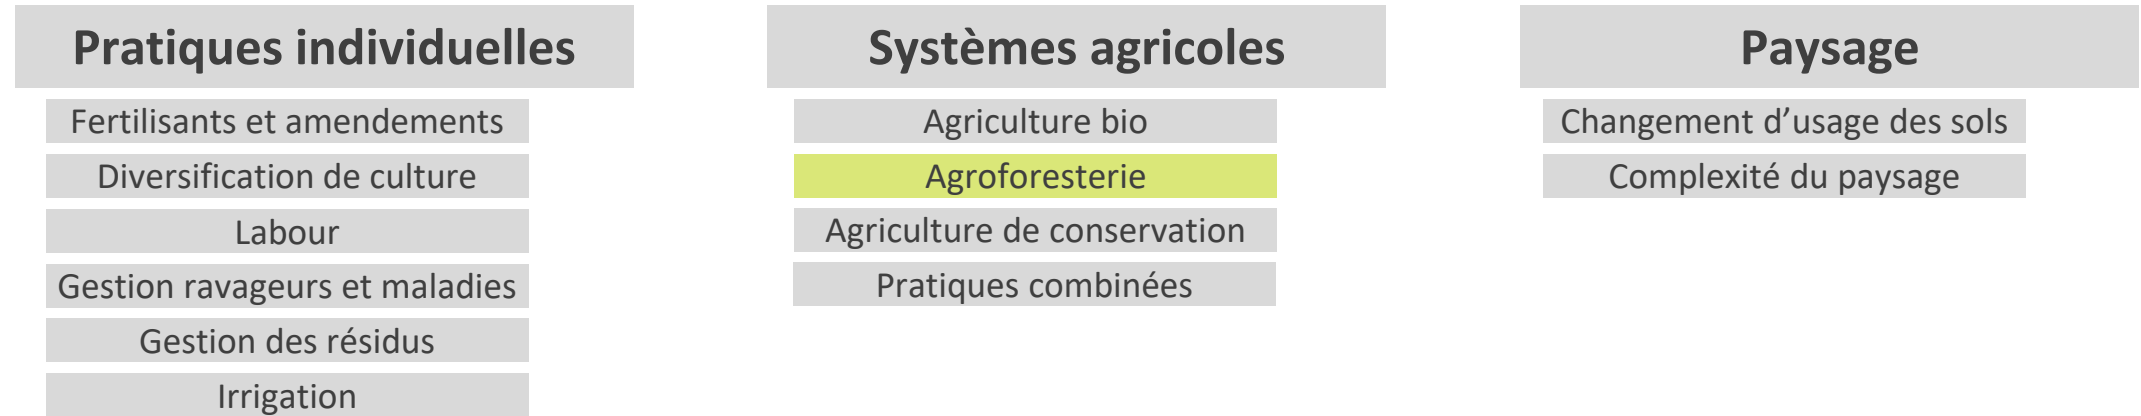 Pratiques individuelles
Fertilisants et amendements
Diversification de culture
Labour
Gestion ravageurs et maladies
Gestion des résidus
Irrigation
Systèmes agricoles
Agriculture bio
Agroforesterie
Agriculture de conservation
Pratiques combinées
Paysage
Changement d’usage des sols
Complexité du paysage